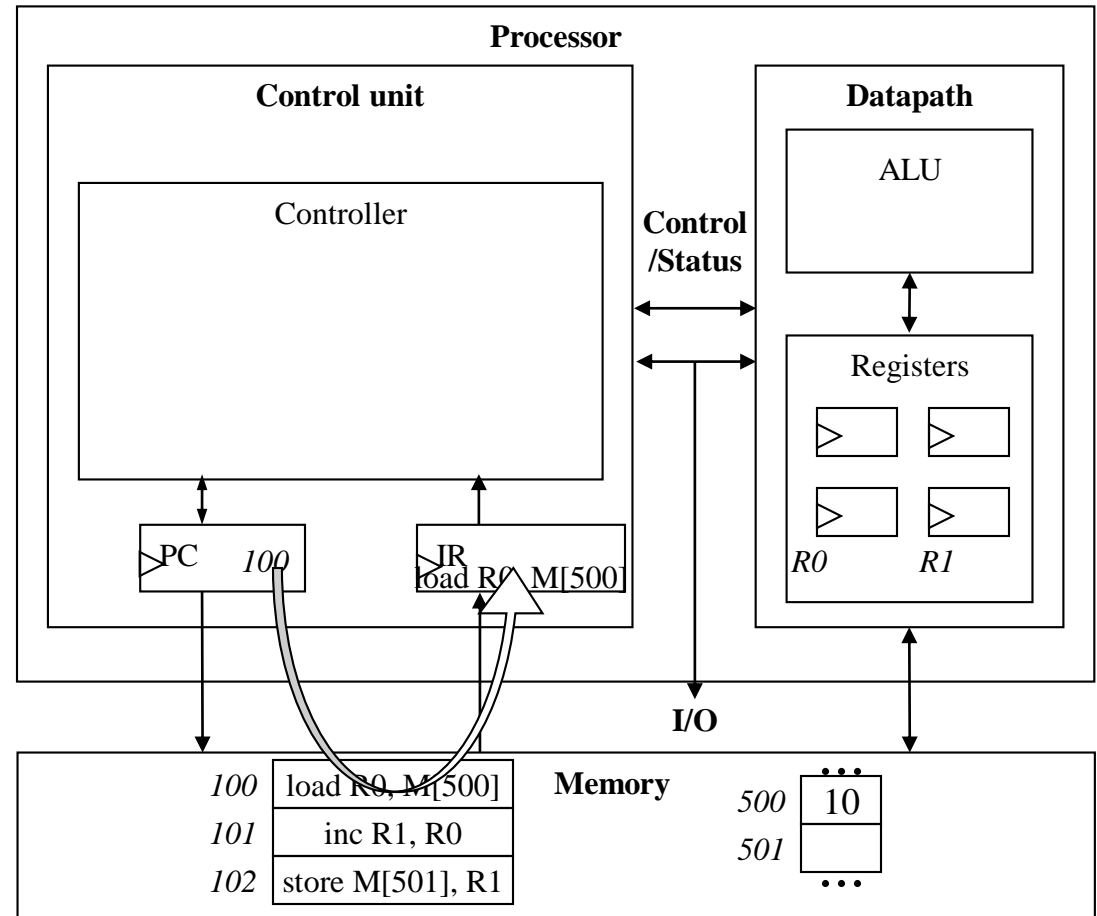 Processor
Control unit
Datapath
ALU
Controller
Control
/Status
Registers
PC
100
IR
load R0, M[500]
R0
R1
I/O
Memory
100
load R0, M[500]
101
inc R1, R0
102
store M[501], R1
...
500
10
501
...